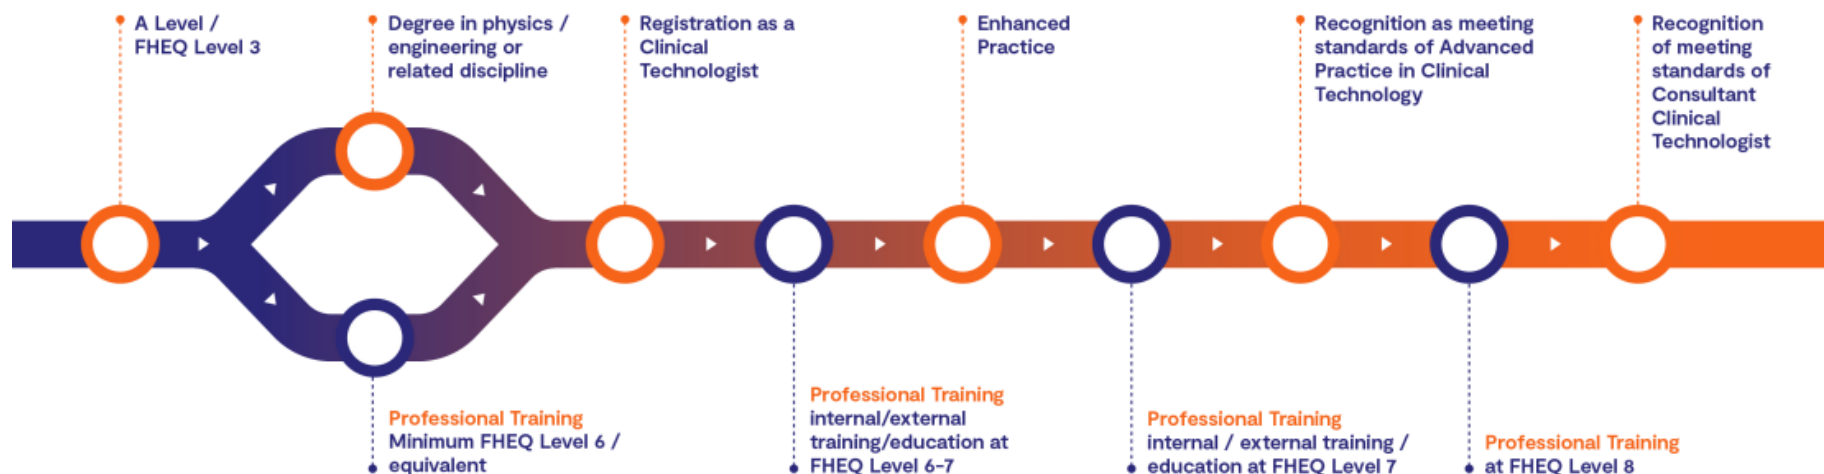 A Level /
FHEQ Level 3
Degree in physics /
engineering or
related discipline
Registration as a
Clinical
Technologist
Enhanced
Practice
Recognition as meeting
standards of Advanced
Practice in Clinical
Technology
Recognition
of meeting
standards of
Consultant
Clinical
Technologist
Professional Training
Minimum FHEQ Level 6 /
equivalent
Professional Training
internal/external
training/education at
FHEQ Level 6-7
Professional Training
internal / external training /
education at FHEQ Level 7
Professional Training
at FHEQ Level 8